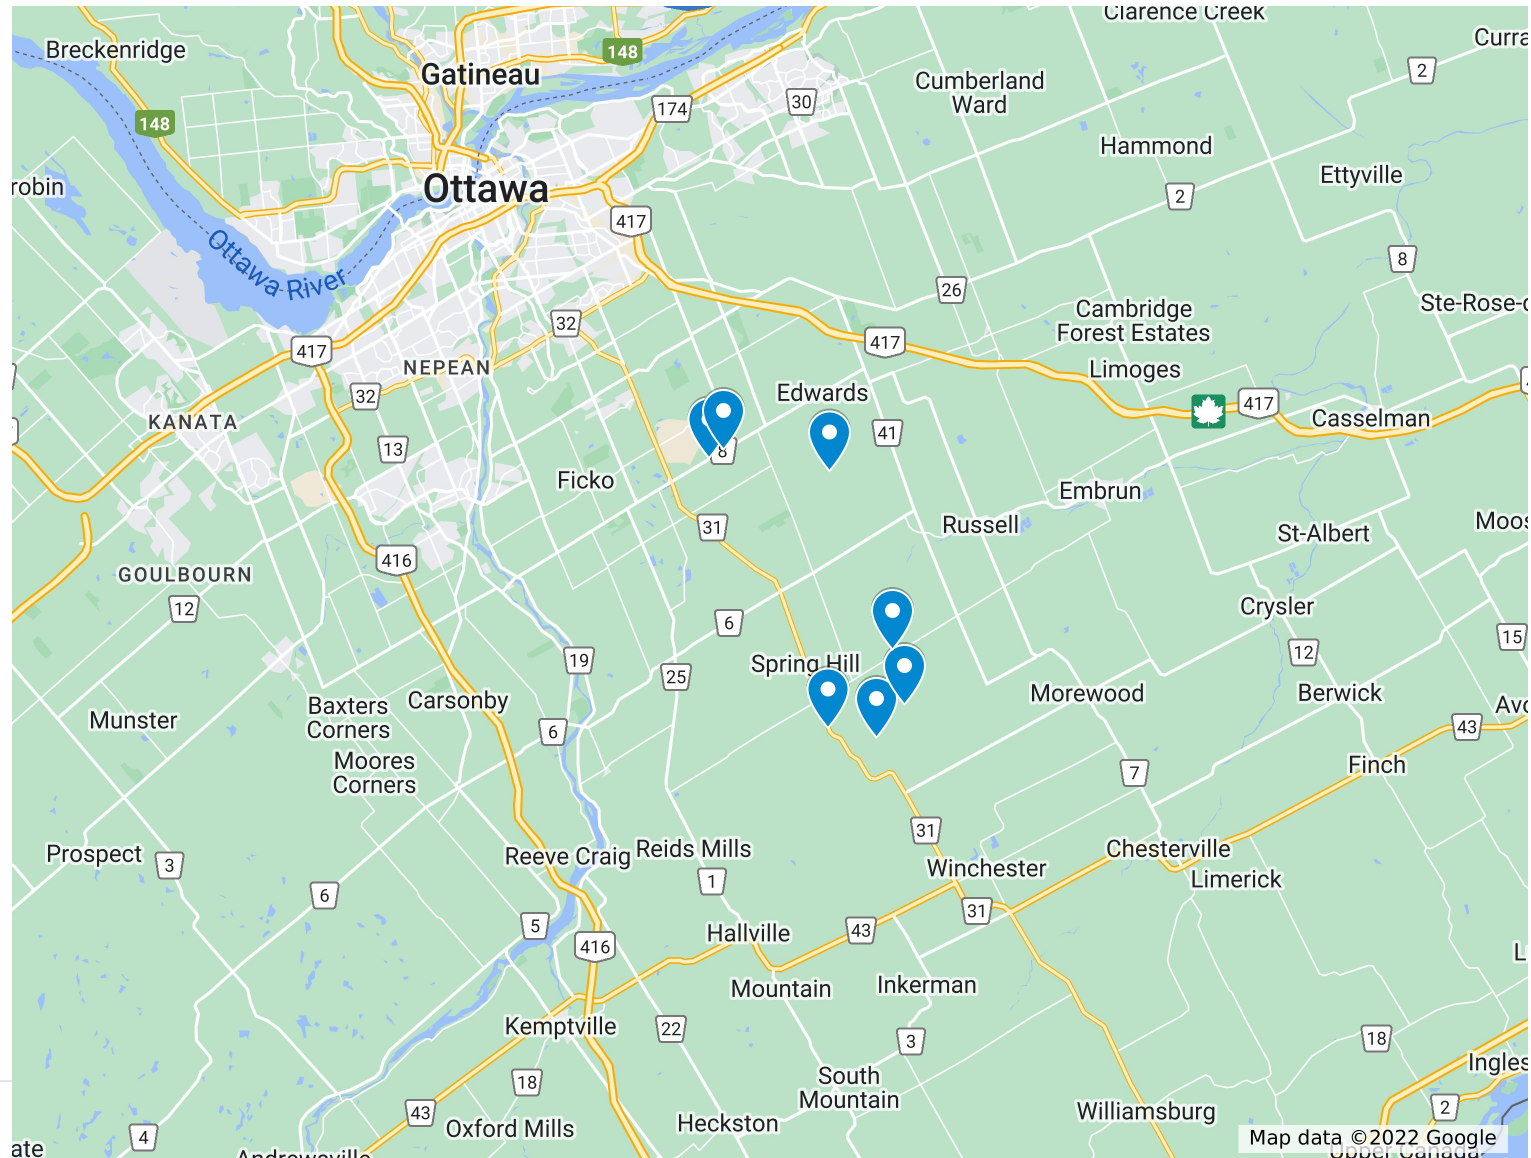 Clarence Creek
Breckenridge
148
Curra
2
Gatineau
Cumberland
Ward
174
30
148
Hammond
Ettyville
robin
Ottawa
2
417
Ottawa River
8
26
Ste-Rose-d
Cambridge
Forest Estates
32
417
417
NEPEAN
Limoges
32
Edwards
417
KANATA
Casselman
41
13
8
Ficko
Embrun
31
Russell
St-Albert
Moos
416
GOULBOURN
12
Crysler
6
15
19
Spring Hill
12
25
Baxters
Corners
Carsonby
Morewood
Berwick
Avo
Munster
6
43
Moores
Corners
7
Finch
31
Prospect
3
Reeve Craig
Reids Mills
Chesterville
Winchester
1
Limerick
6
31
5
43
Hallville
416
L
Mountain
Inkerman
Kemptville
22
3
18
Ingles
18
South
Mountain
43
2
Williamsburg
4
Oxford Mills
Heckston
Map data ©2022 Google
ate
Andrewsville
Upper Canada